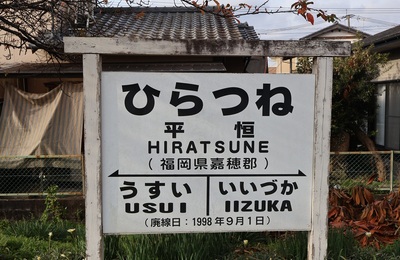 ひらつね
平恒
HIRATSUNE
(福岡県嘉穂郡)
うすい いいづか
USUI IIZUKA
(廃線日:1998年9月1日)